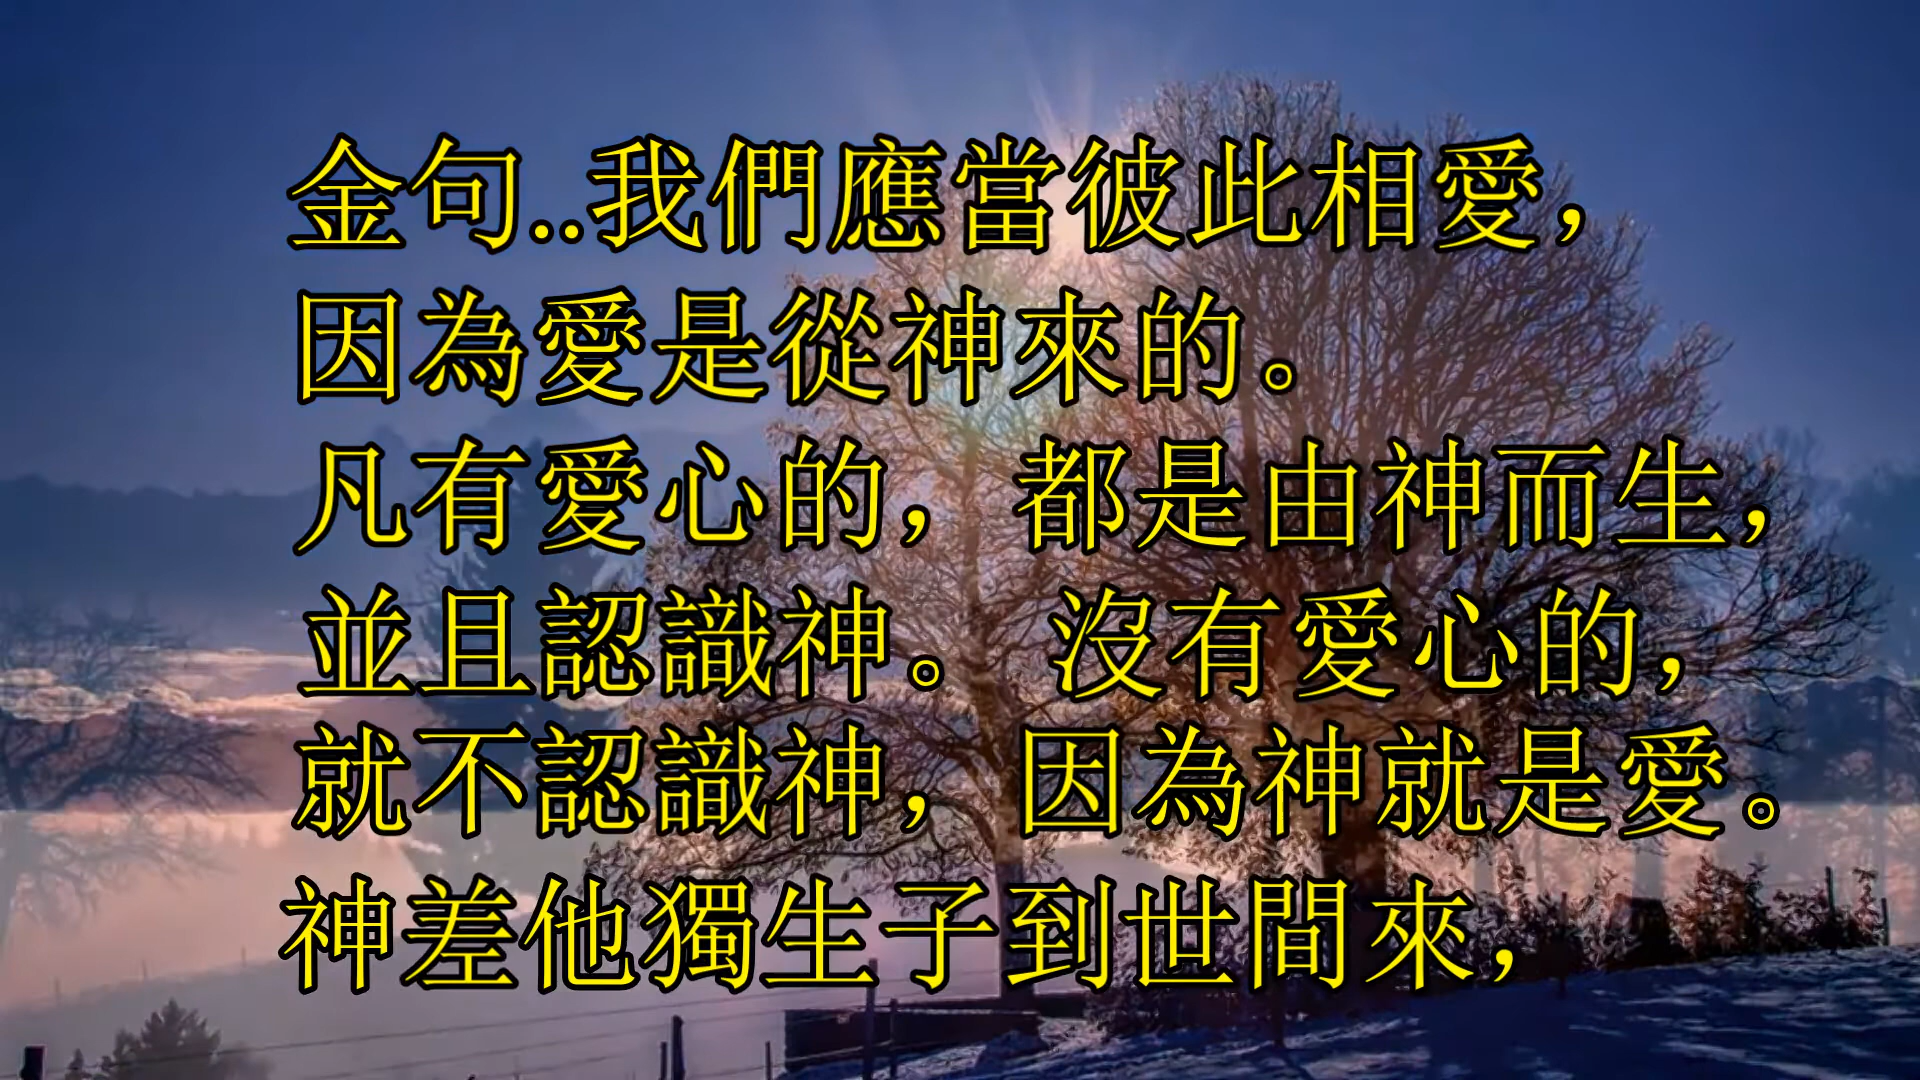 金句..我們應當彼此相愛，
因為愛是從神來的。
凡有愛心的，都是由神而生，
並且認識神。 沒有愛心的，
就不認識神，因為神就是愛。
神差他獨生子到世間來，